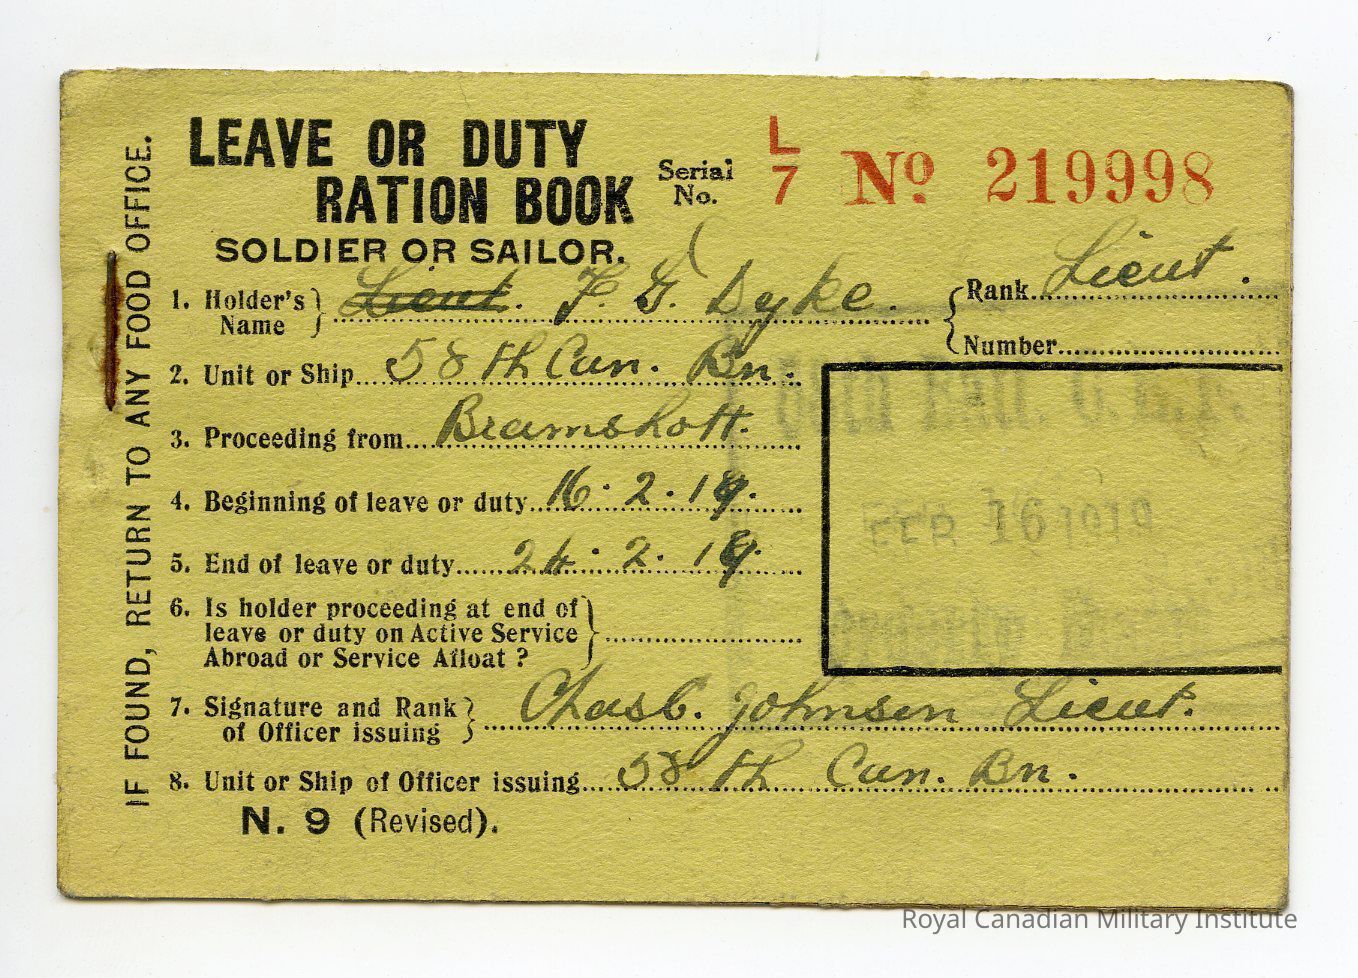 LEAVE OR DUTY
RATION BOOK
SOLDIER OR SAILOR.
Serial No. L/7 No 219998
IF FOUND, RETURN TO ANY FOOD OFFICE.
1. Holder's Name } Lieut. F. G. Dyke. { Rank Lieut.
Number
2. Unit or Ship 58th Can. Bn.
3. Proceeding from Bramshott.
4. Beginning of leave or duty 16.2.19.
5. End of leave or duty 24.2.19.
6. Is holder proceeding at end of
leave or duty on Active Service
Abroad or Service Afloat ?
FEB 16 1919
7. Signature and Rank
of Officer issuing } Chas C. Johnson Lieut.
8. Unit or Ship of Officer issuing 58th Can. Bn.
N. 9 (Revised).
Royal Canadian Military Institute